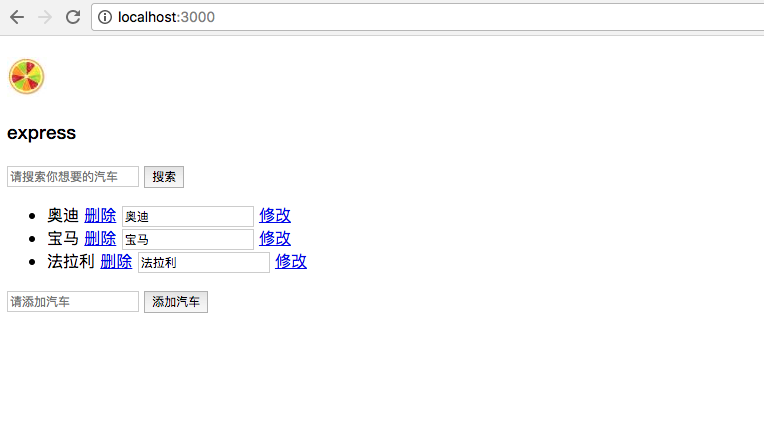 localhost:3000
express
请搜索你想要的汽车 搜索
奥迪 删除 奥迪 修改
宝马 删除 宝马 修改
法拉利 删除 法拉利 修改
请添加汽车 添加汽车